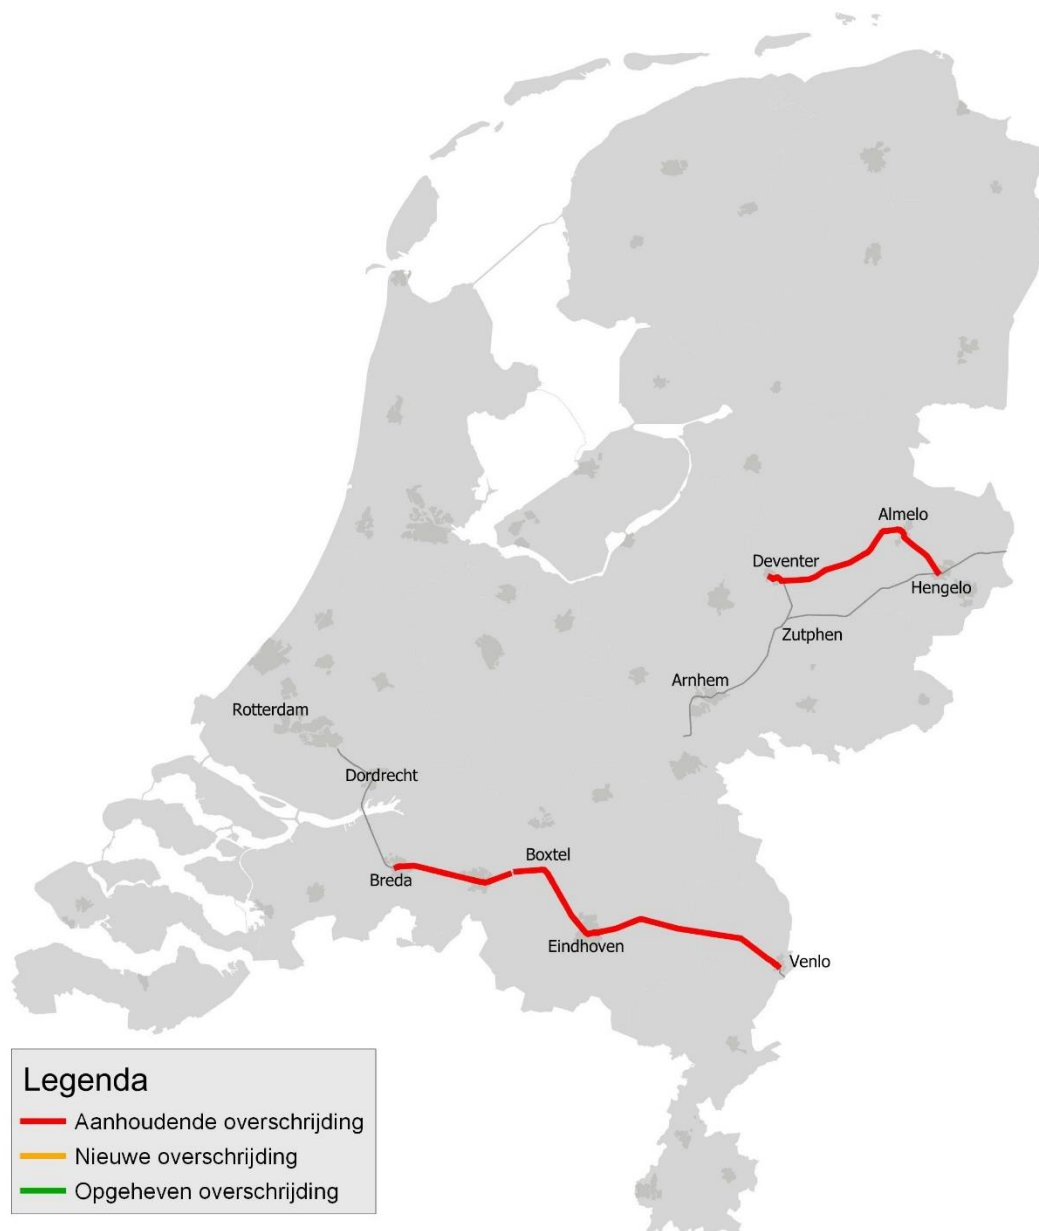 Almelo
Deventer
Hengelo
Zutphen
Arnhem
Rotterdam
Dordrecht
Boxtel
Breda
Eindhoven
Venlo
Legenda
Aanhoudende overschrijding
Nieuwe overschrijding
Opgeheven overschrijding